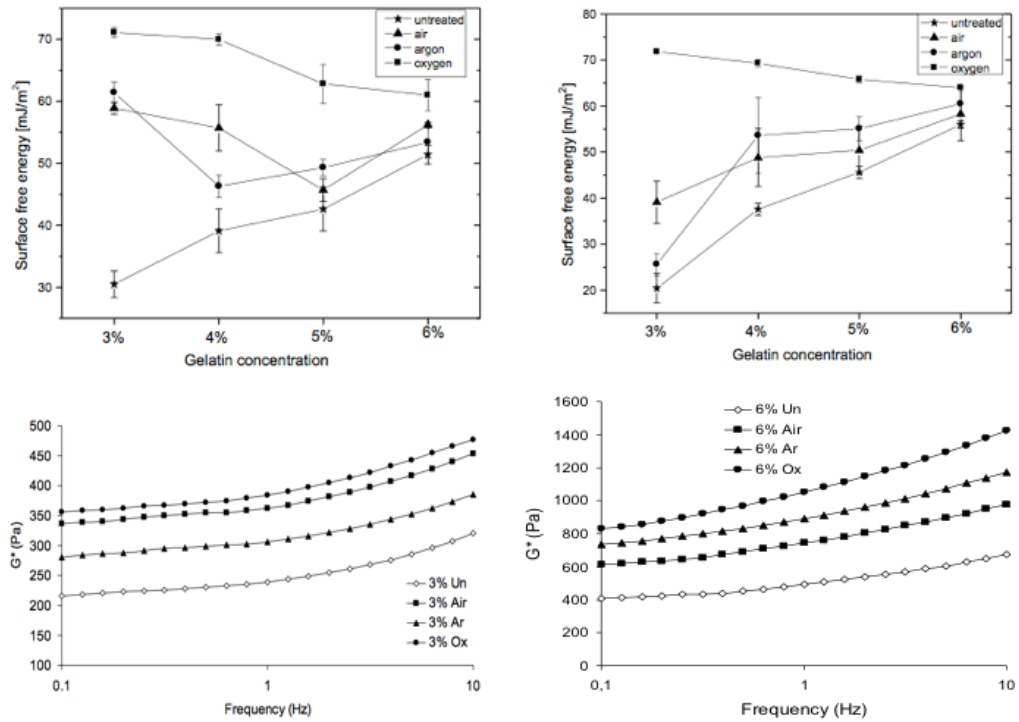 untreated
air
argon
oxygen
70
60
50
40
30
Surface free energy [mJ/m²]
3%
4%
5%
6%
Gelatin concentration
untreated
air
argon
oxygen
80
70
60
50
40
30
20
Surface free energy [mJ/m²]
3%
4%
5%
6%
Gelatin concentration
500
450
400
350
300
250
200
150
100
G* (Pa)
3% Un
3% Air
3% Ar
3% Ox
0.1
1
10
Frequency (Hz)
1600
1400
1200
1000
800
600
400
200
0
G* (Pa)
6% Un
6% Air
6% Ar
6% Ox
0,1
1
10
Frequency (Hz)